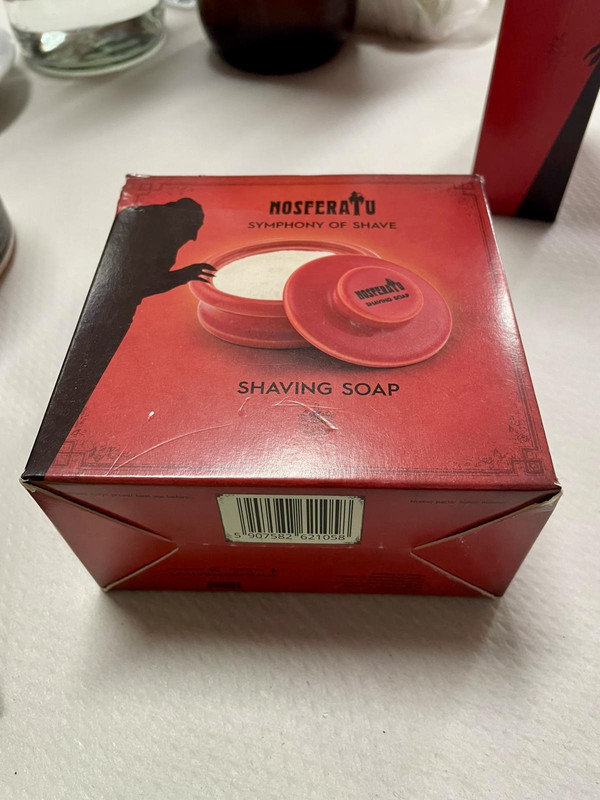 NOSFERATU
SYMPHONY OF SHAVE
NOSFERATU
SHAVING SOAP
SHAVING SOAP
5 907582 621058